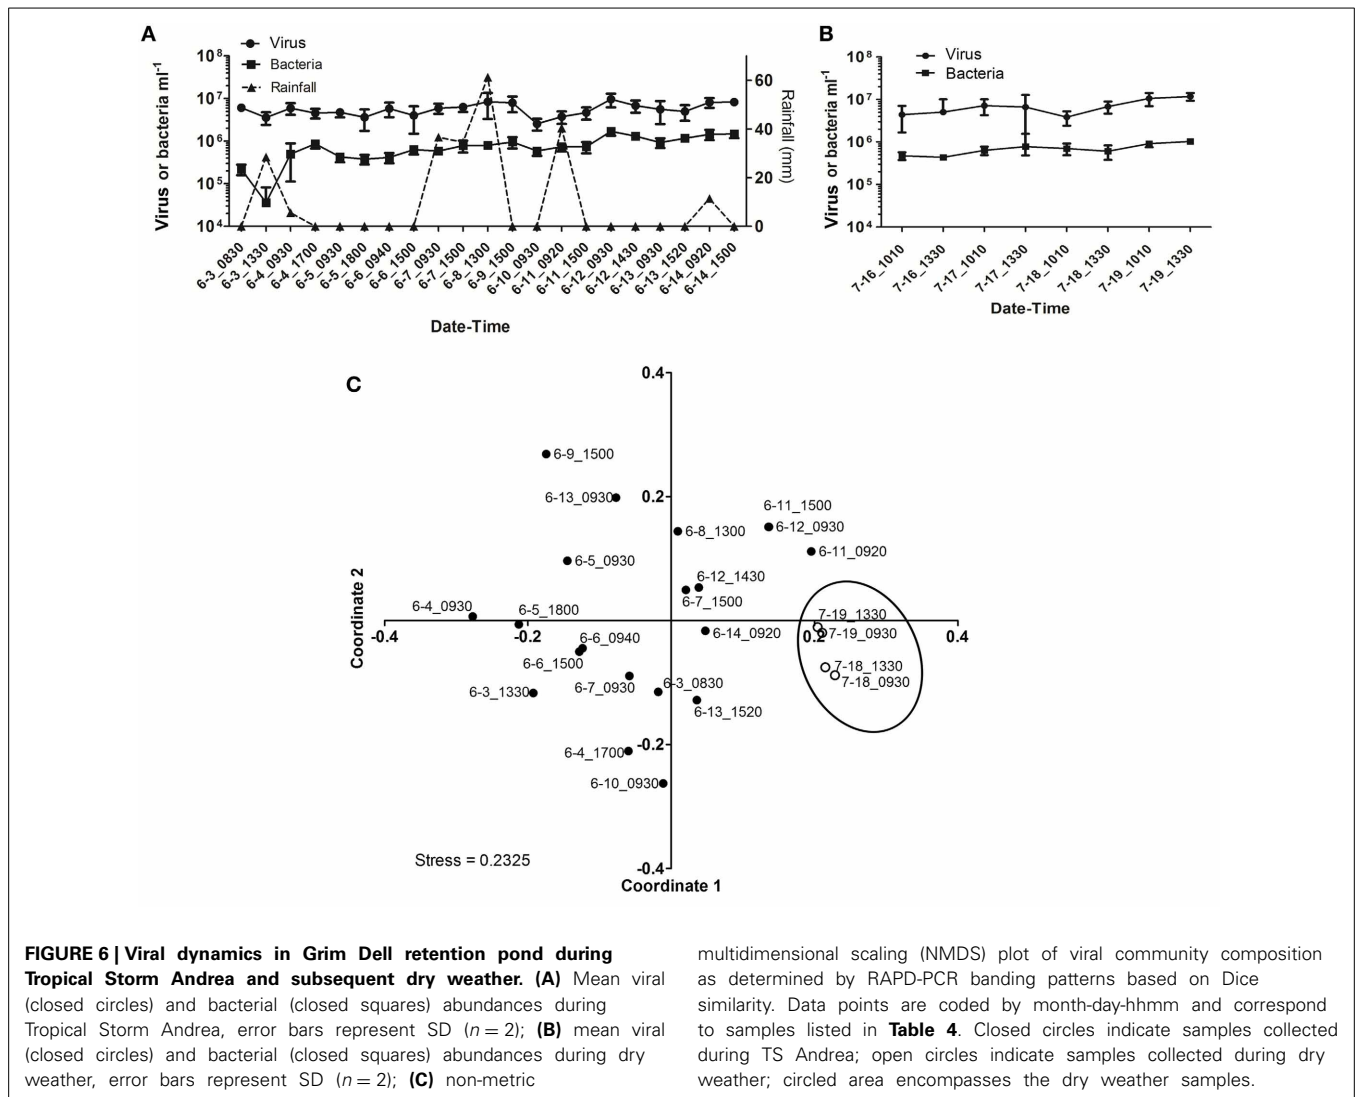 A
Virus
Bacteria
Rainfall
10⁸
10⁷
10⁶
10⁵
10⁴
Virus or bacteria ml⁻¹
60
40
20
0
Rainfall (mm)
6-3_0830
6-3_1330
6-4_0930
6-4_1700
6-5_0930
6-5_1800
6-6_0940
6-6_1500
6-7_0930
6-7_1500
6-8_1300
6-9_1500
6-10_0930
6-11_0920
6-11_1500
6-12_0930
6-12_1430
6-13_0930
6-13_1520
6-14_0920
6-14_1500
Date-Time
B
Virus
Bacteria
10⁸
10⁷
10⁶
10⁵
10⁴
Virus or bacteria ml⁻¹
7-16_1010
7-16_1330
7-17_1010
7-17_1330
7-18_1010
7-18_1330
7-19_1010
7-19_1330
Date-Time
C
0.4
6-9_1500
6-13_0930
0.2
6-11_1500
6-8_1300
6-12_0930
6-11_0920
6-5_0930
6-12_1430
6-7_1500
Coordinate 2
6-4_0930
6-5_1800
7-19_1330
-0.4
-0.2
0.2
0.4
6-14_0920
7-19_0930
6-6_0940
6-6_1500
7-18_1330
7-18_0930
6-3_1330
6-7_0930
6-3_0830
6-13_1520
-0.2
6-4_1700
6-10_0930
Stress = 0.2325
-0.4
Coordinate 1
FIGURE 6 | Viral dynamics in Grim Dell retention pond during
Tropical Storm Andrea and subsequent dry weather. (A) Mean viral
(closed circles) and bacterial (closed squares) abundances during
Tropical Storm Andrea, error bars represent SD (n = 2); (B) mean viral
(closed circles) and bacterial (closed squares) abundances during dry
weather, error bars represent SD (n = 2); (C) non-metric
multidimensional scaling (NMDS) plot of viral community composition
as determined by RAPD-PCR banding patterns based on Dice
similarity. Data points are coded by month-day-hhmm and correspond
to samples listed in Table 4. Closed circles indicate samples collected
during TS Andrea; open circles indicate samples collected during dry
weather; circled area encompasses the dry weather samples.